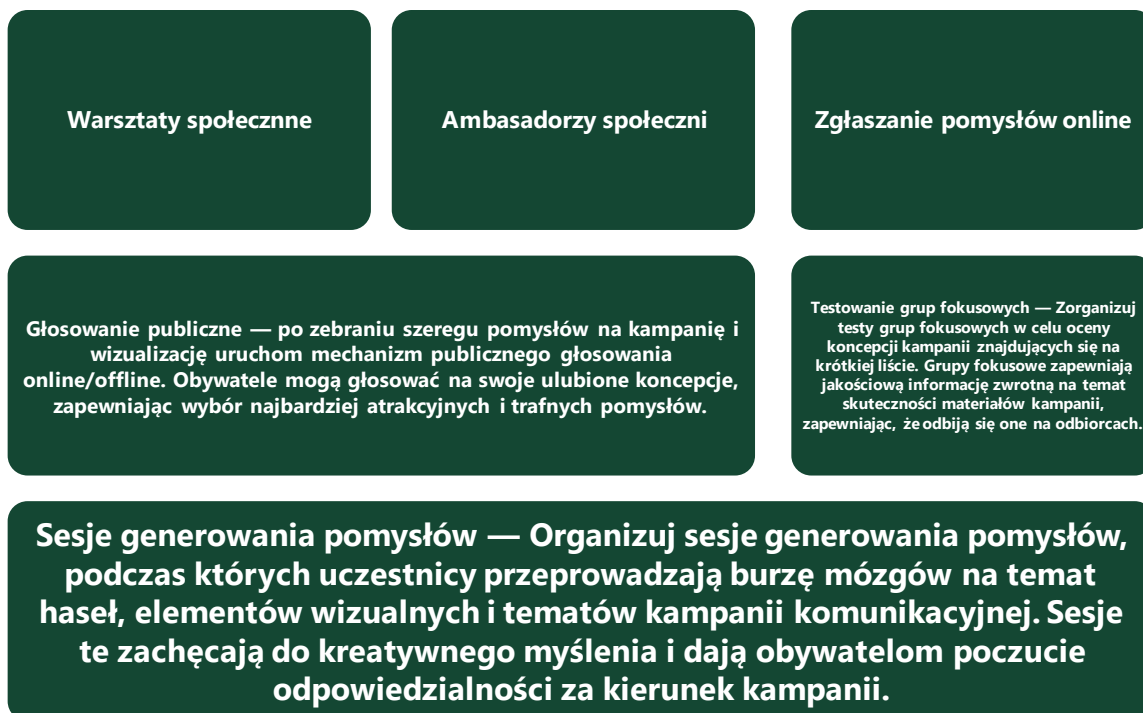 Warsztaty społecznne
Ambasadorzy społeczni
Zgłaszanie pomysłów online
Głosowanie publiczne — po zebraniu szeregu pomysłów na kampanię i
wizualizację uruchom mechanizm publicznego głosowania
online/offline. Obywatele mogą głosować na swoje ulubione koncepcje,
zapewniając wybór najbardziej atrakcyjnych i trafnych pomysłów.
Testowanie grup fokusowych — Zorganizuj
testy grup fokusowych w celu oceny
koncepcji kampanii znajdujących się na
krótkiej liście. Grupy fokusowe zapewniają
jakościową informację zwrotną na temat
skuteczności materiałów kampanii,
zapewniając, że odbiją się one na odbiorcach.
Sesje generowania pomysłów — Organizuj sesje generowania pomysłów,
podczas których uczestnicy przeprowadzają burzę mózgów na temat
haseł, elementów wizualnych i tematów kampanii komunikacyjnej. Sesje
te zachęcają do kreatywnego myślenia i dają obywatelom poczucie
odpowiedzialności za kierunek kampanii.